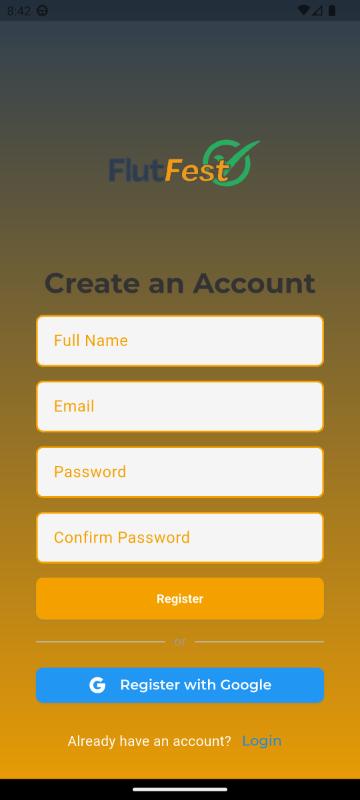 8:42
FlutFest
Create an Account
Full Name
Email
Password
Confirm Password
Register
or
G Register with Google
Already have an account? Login